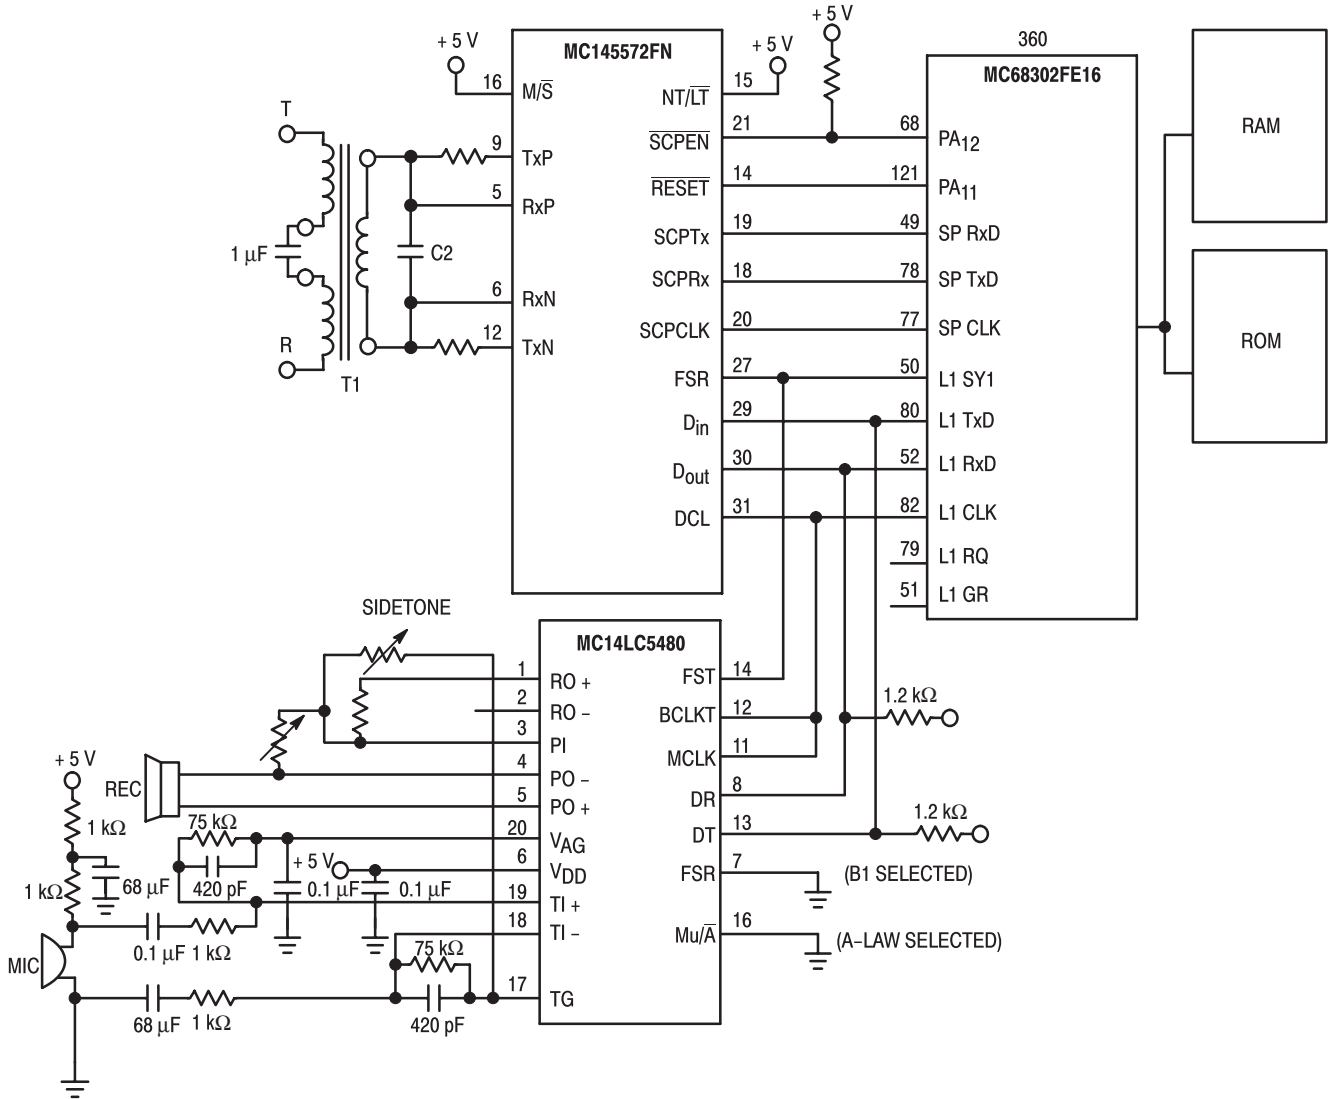 + 5 V
360
+ 5 V
MC145572FN
+ 5 V
MC68302FE16
16
M/S̅
NT/L̅T̅
15
T
9
TxP
S̅C̅P̅E̅N̅
21
68
PA12
RAM
5
RxP
R̅E̅S̅E̅T̅
14
121
PA11
1 µF
C2
SCPTx
19
49
SP RxD
SCPRx
18
78
SP TxD
6
RxN
SCPCLK
20
77
SP CLK
R
12
TxN
ROM
T1
FSR
27
50
L1 SY1
Din
29
80
L1 TxD
Dout
30
52
L1 RxD
DCL
31
82
L1 CLK
79
L1 RQ
51
L1 GR
SIDETONE
MC14LC5480
1
RO +
FST
14
2
RO –
BCLKT
12
1.2 kΩ
3
PI
MCLK
11
+ 5 V
REC
4
PO –
DR
8
5
PO +
1 kΩ
75 kΩ
20
VAG
DT
13
1.2 kΩ
+ 5 V
6
VDD
FSR
7
(B1 SELECTED)
1 kΩ
68 µF
420 pF
0.1 µF
0.1 µF
19
TI +
18
TI –
Mu/A̅
16
(A–LAW SELECTED)
MIC
0.1 µF
1 kΩ
75 kΩ
17
TG
68 µF
1 kΩ
420 pF